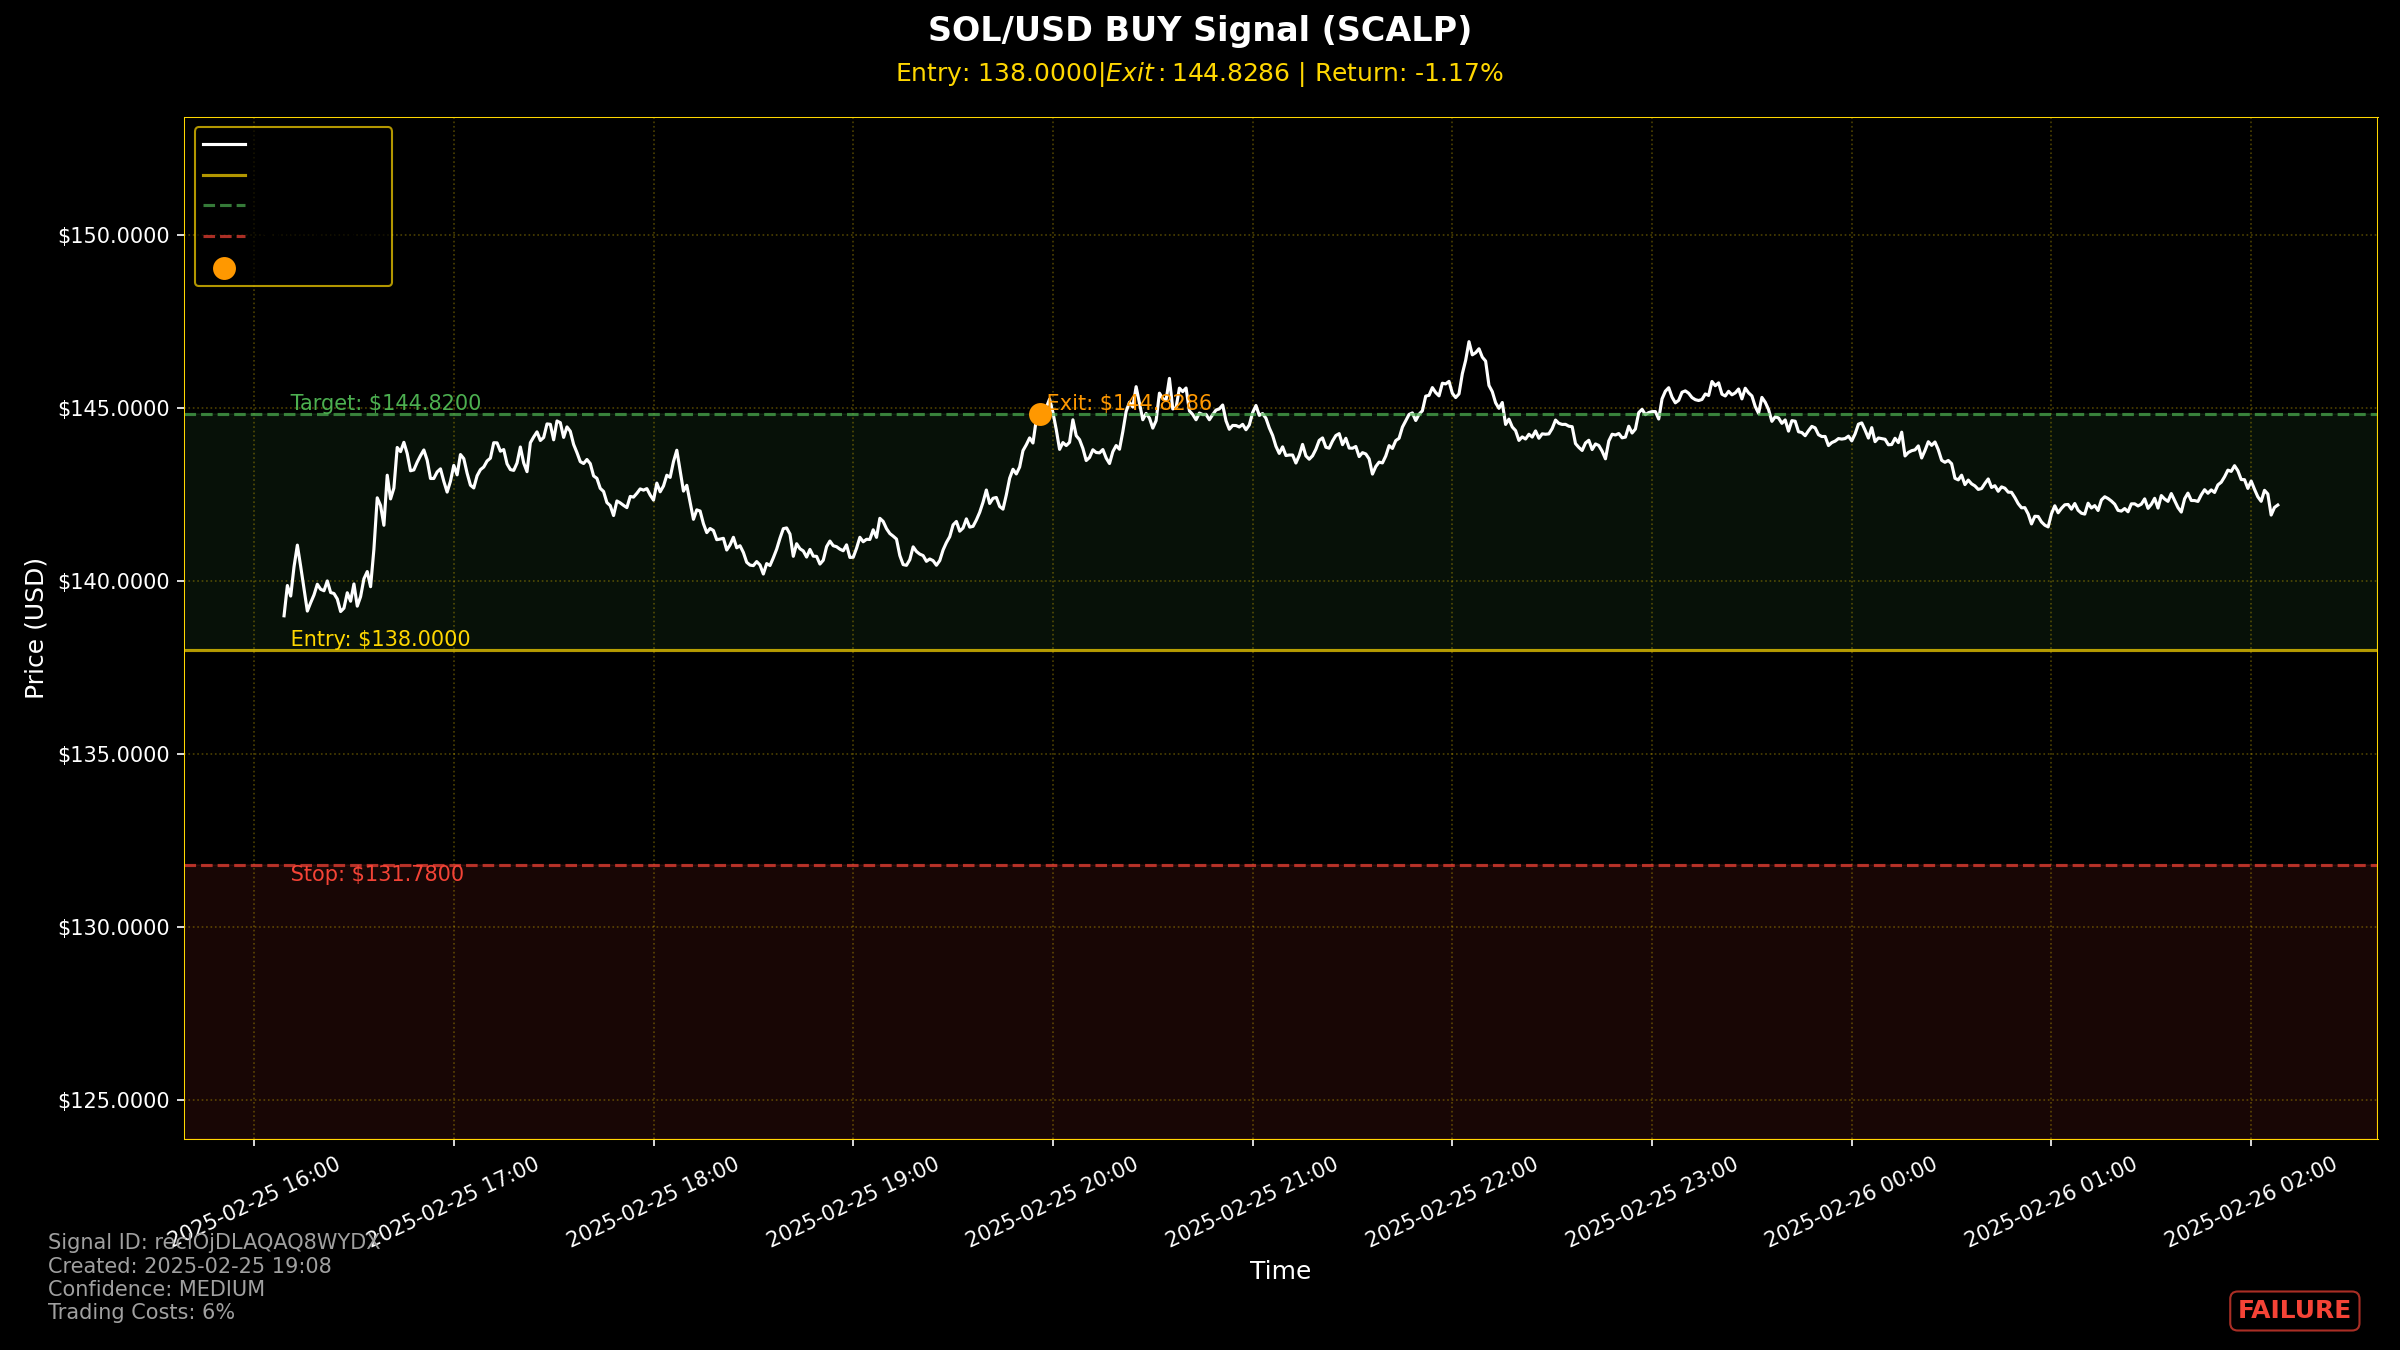 SOL/USD BUY Signal (SCALP)
Entry: 138.0000|Exit : 144.8286 | Return: -1.17%
$150.0000
$145.0000
$140.0000
$135.0000
$130.0000
$125.0000
Price (USD)
Target: $144.8200
Exit: $144.8286
Entry: $138.0000
Stop: $131.7800
2025-02-25 16:00
2025-02-25 17:00
2025-02-25 18:00
2025-02-25 19:00
2025-02-25 20:00
2025-02-25 21:00
2025-02-25 22:00
2025-02-25 23:00
2025-02-26 00:00
2025-02-26 01:00
2025-02-26 02:00
Time
Signal ID:
Created: 2025-02-25 19:08
Confidence: MEDIUM
Trading Costs: 6%
FAILURE